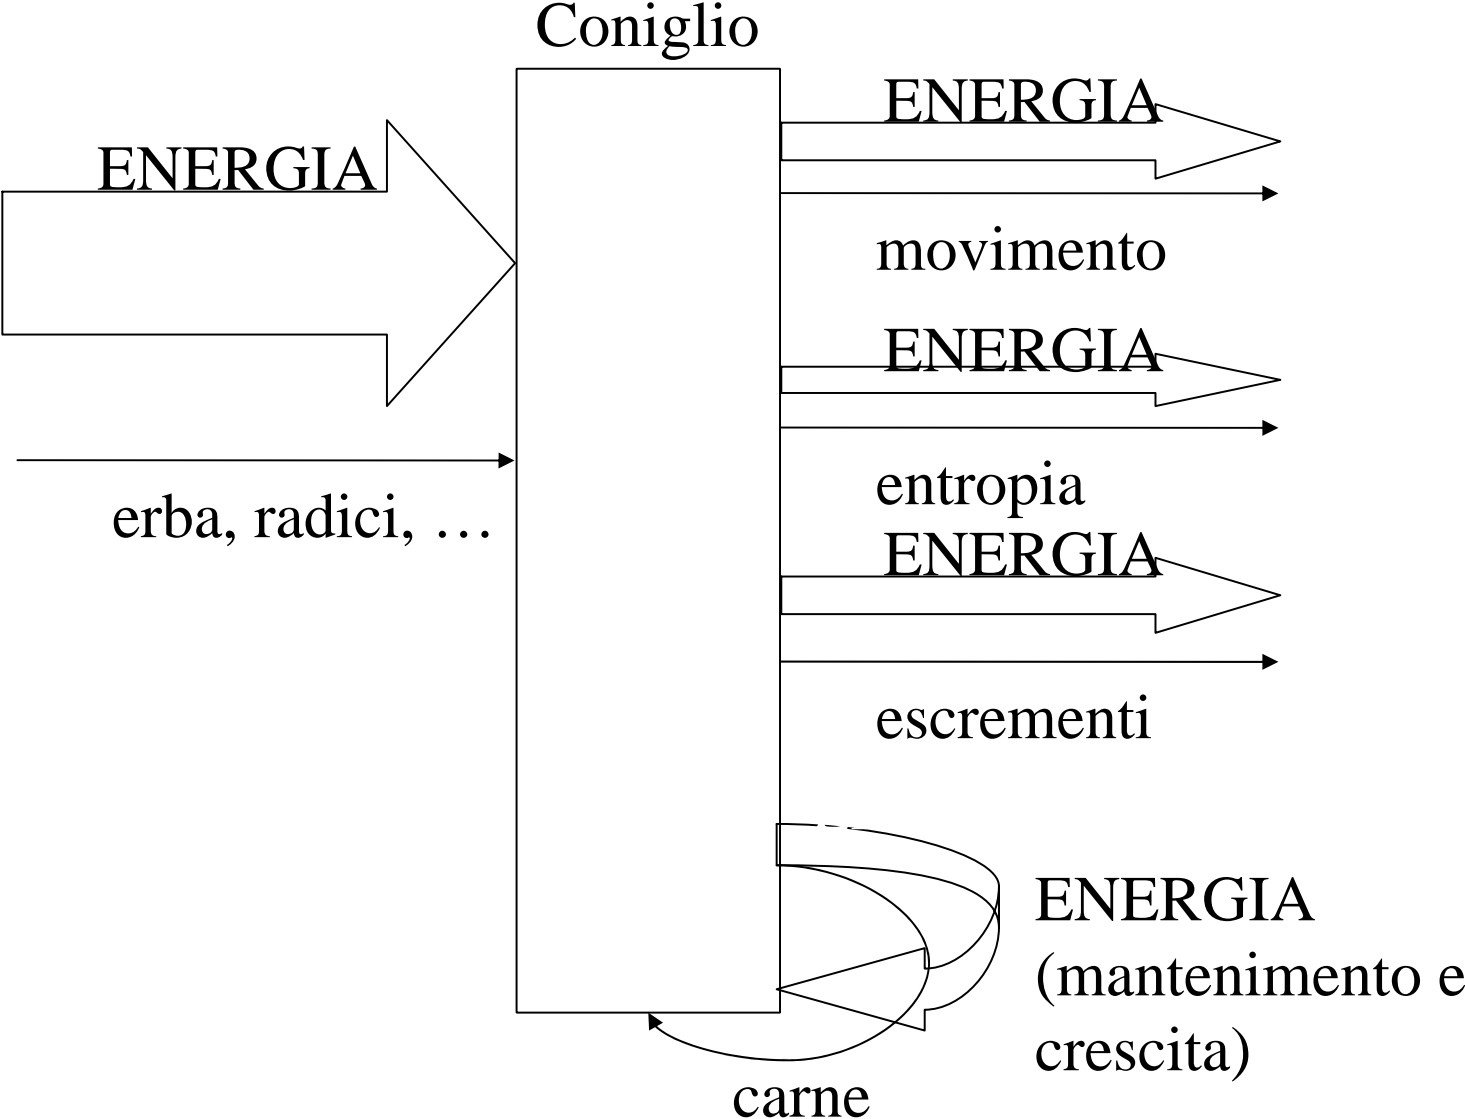 Coniglio
ENERGIA
erba, radici, …
ENERGIA
movimento
ENERGIA
entropia
ENERGIA
escrementi
ENERGIA
(mantenimento e
crescita)
carne